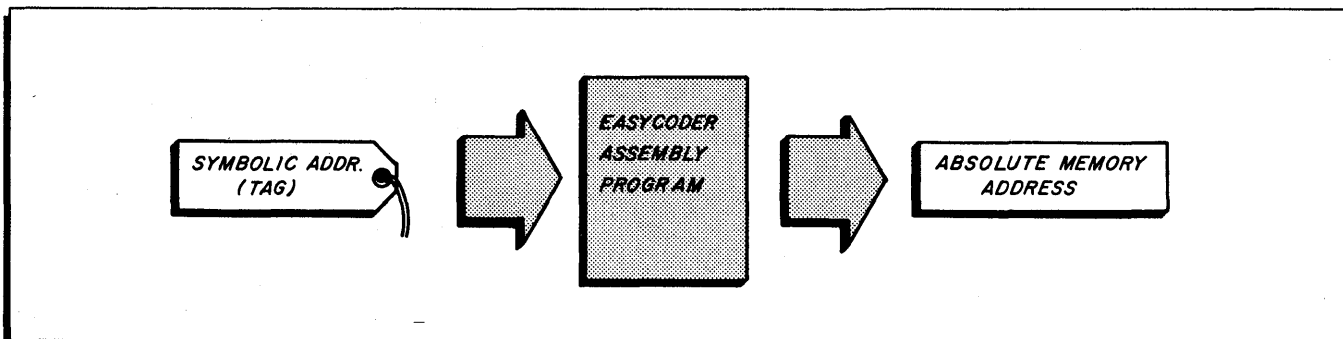 SYMBOLIC ADDR.
(TAG)
EASYCODER
ASSEMBLY
PROGRAM
ABSOLUTE MEMORY
ADDRESS